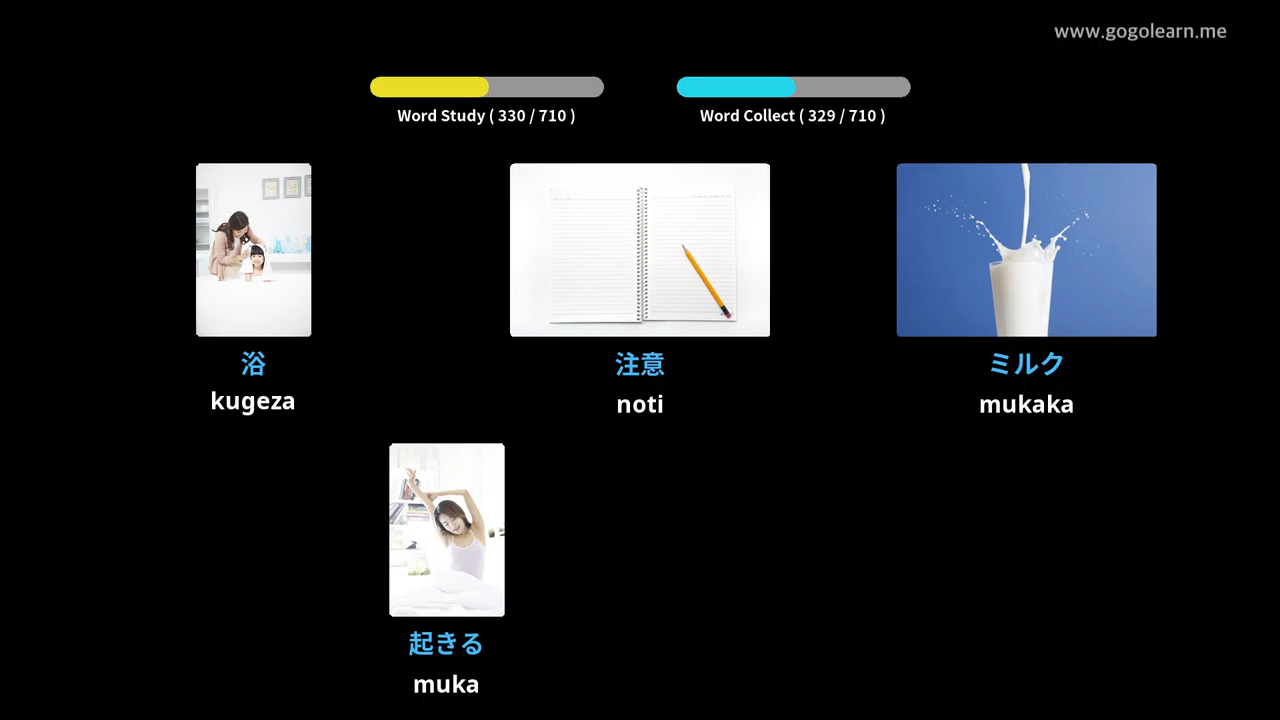 www.gogolearn.me
Word Study ( 330 / 710 )
Word Collect ( 329 / 710 )
浴
kugeza
注意
noti
ミルク
mukaka
起きる
muka